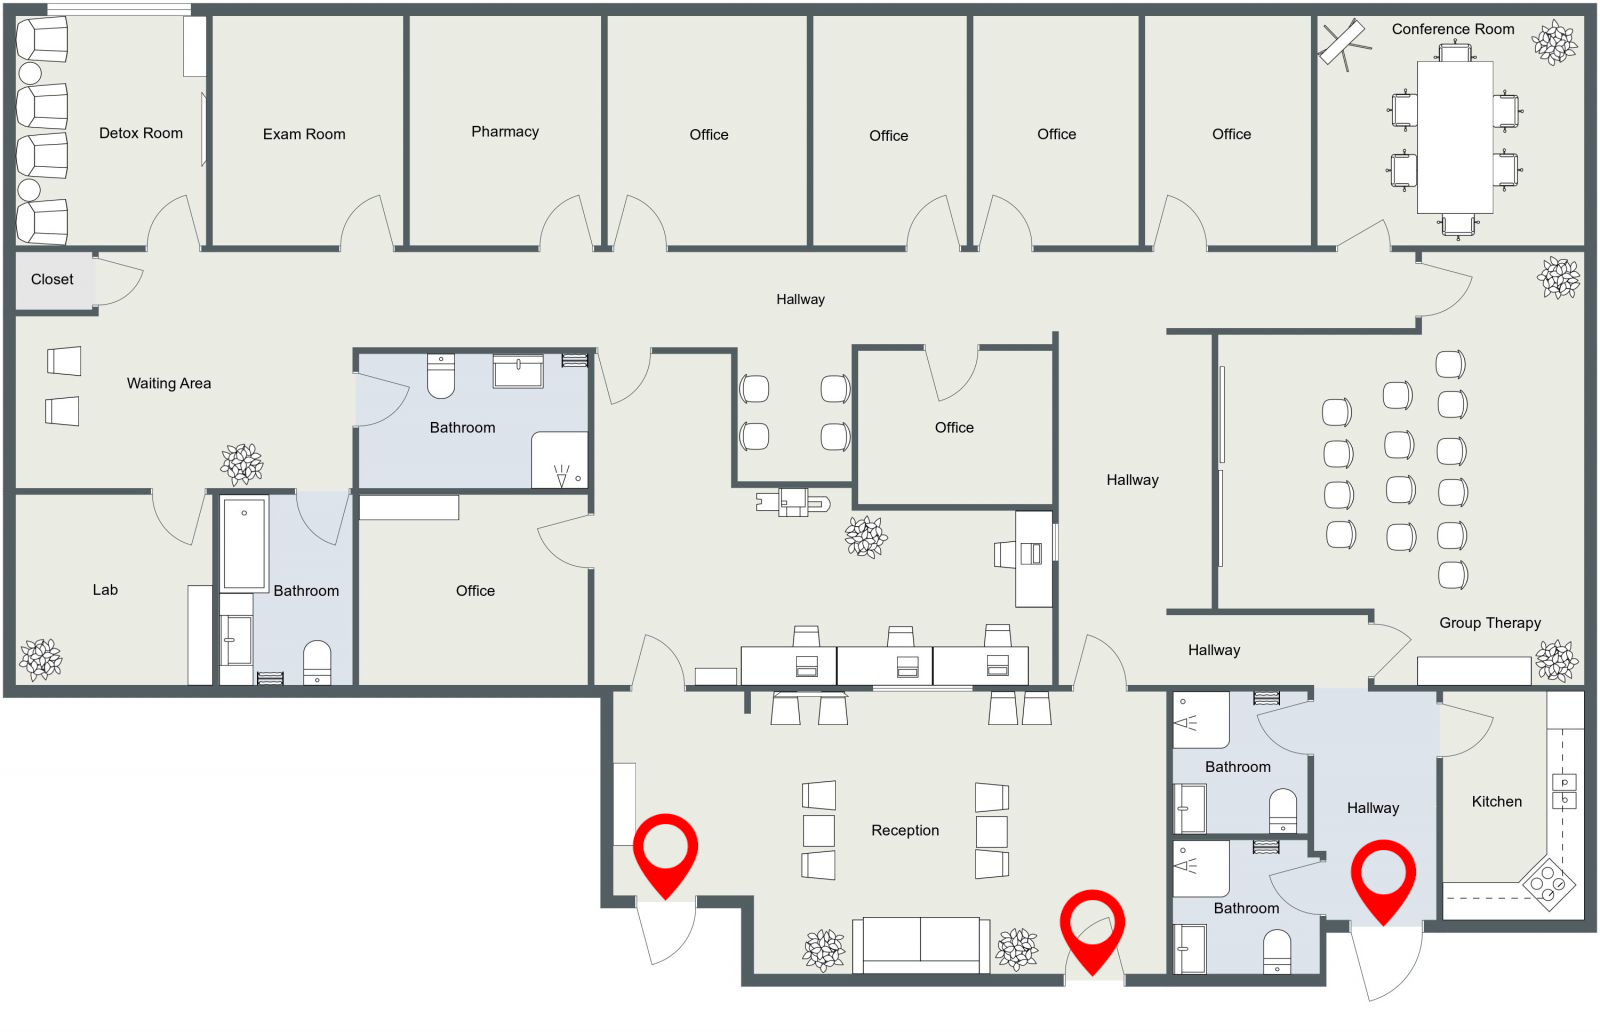 Conference Room
Detox Room
Exam Room
Pharmacy
Office
Office
Office
Office
Closet
Hallway
Waiting Area
Bathroom
Office
Hallway
Lab
Bathroom
Office
Group Therapy
Hallway
Bathroom
Hallway
Kitchen
Reception
Bathroom